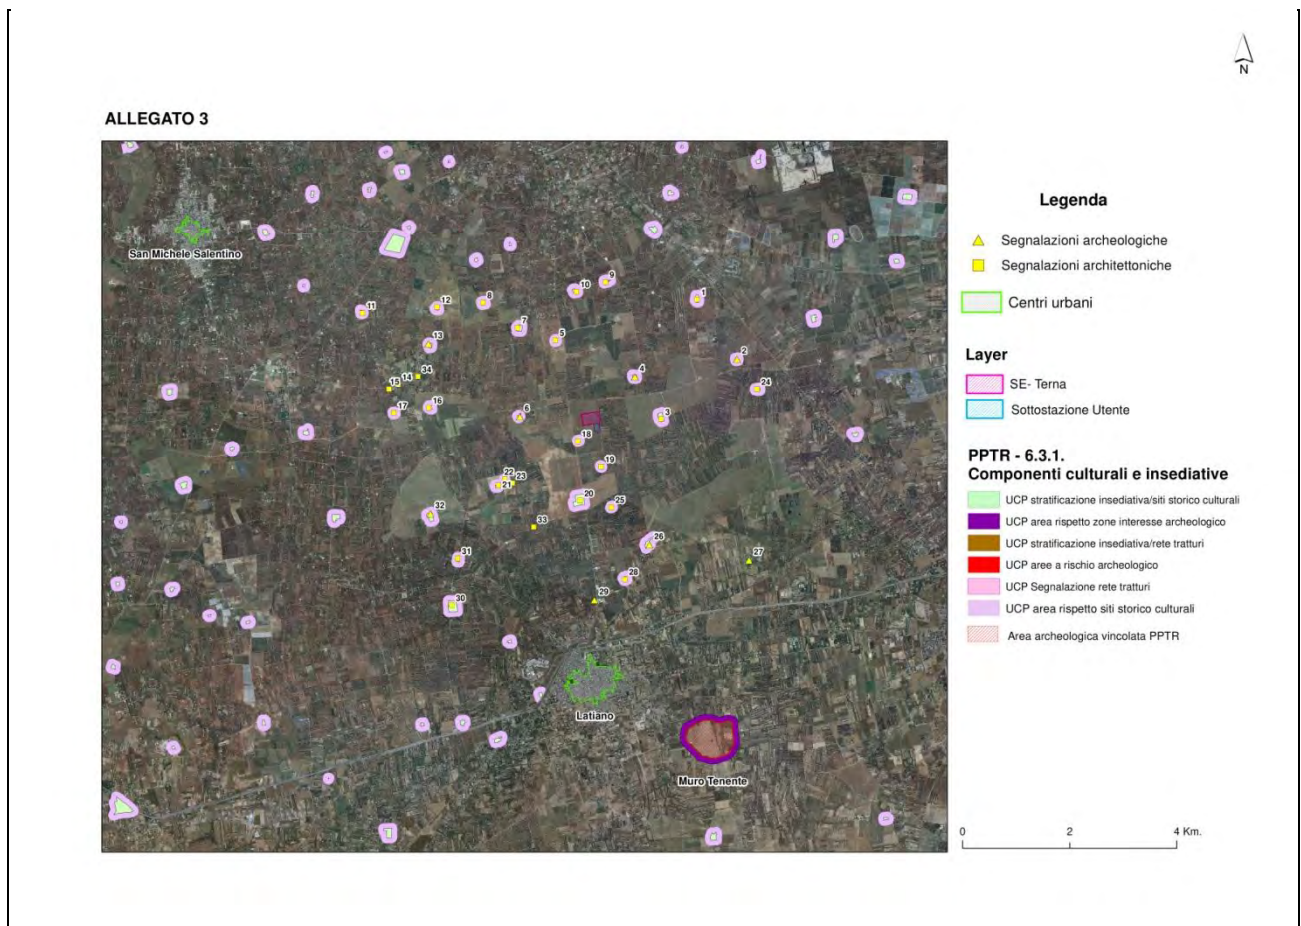 N
ALLEGATO 3
San Michele Salentino
9
10
1
11
12
8
7
5
13
2
34
14
15
4
24
16
17
6
3
18
19
22
23
21
20
25
32
33
26
27
31
28
29
30
Latiano
Muro Tenente
Legenda
Segnalazioni archeologiche
Segnalazioni architettoniche
Centri urbani
Layer
SE- Terna
Sottostazione Utente
PPTR - 6.3.1.
Componenti culturali e insediative
UCP stratificazione insediativa/siti storico culturali
UCP area rispetto zone interesse archeologico
UCP stratificazione insediativa/rete tratturi
UCP aree a rischio archeologico
UCP Segnalazione rete tratturi
UCP area rispetto siti storico culturali
Area archeologica vincolata PPTR
0 2 4 Km.